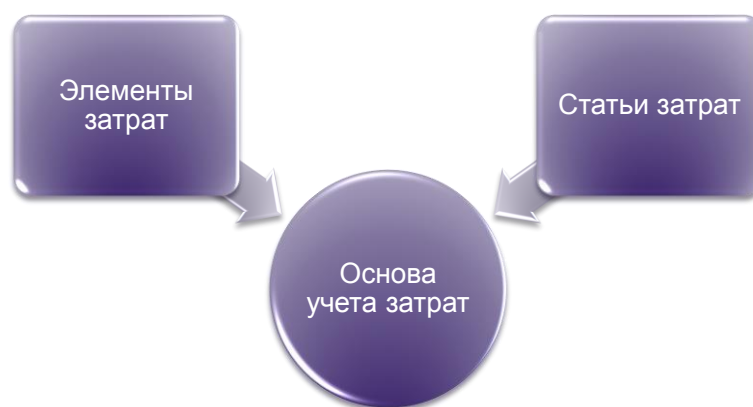 Элементы
затрат
Статьи затрат
Основа
учета затрат